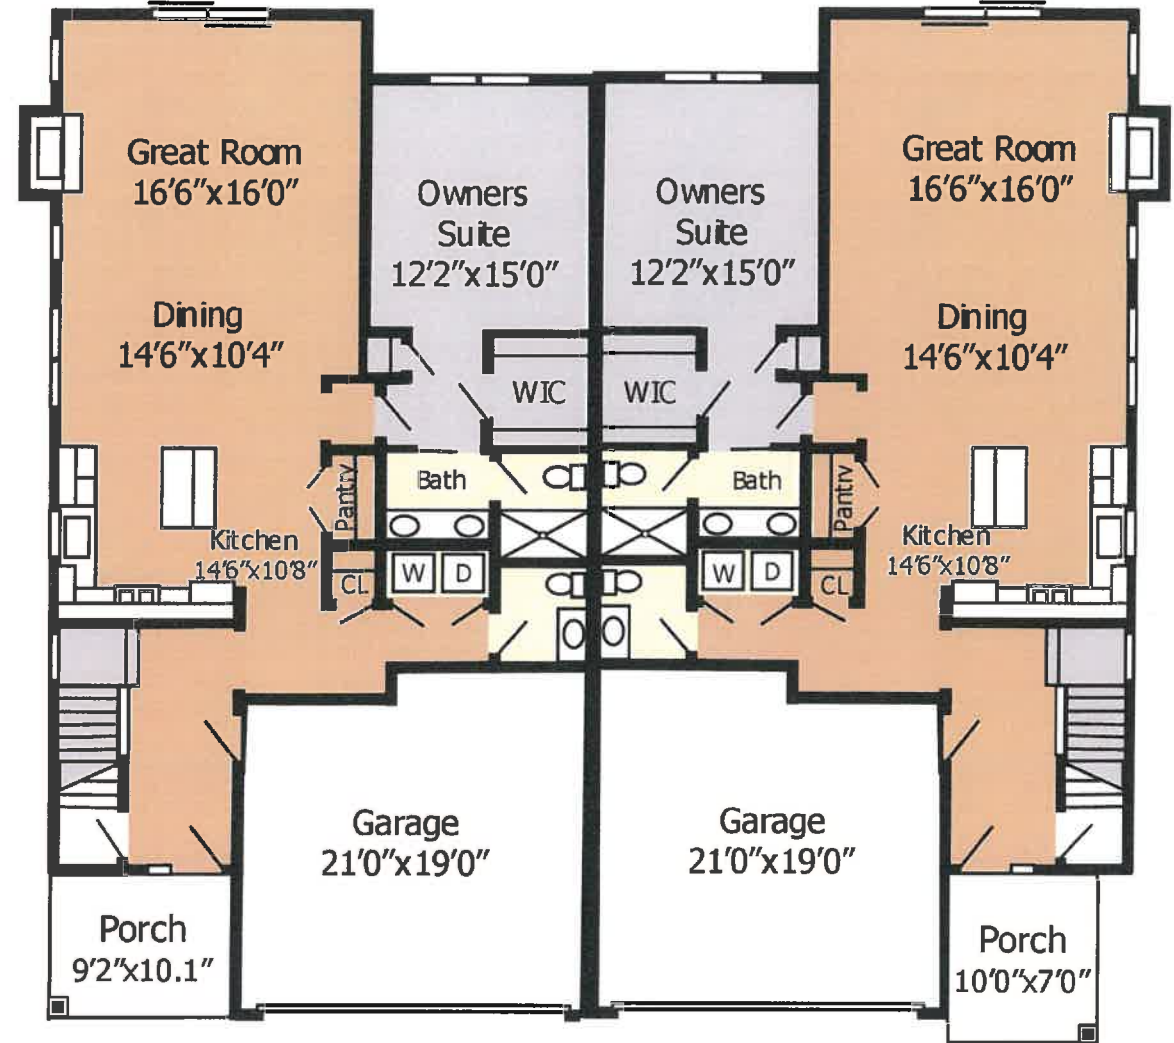 Great Room
16'6"x16'0"
Owners
Suite
12'2"x15'0"
Owners
Suite
12'2"x15'0"
Great Room
16'6"x16'0"
Dining
14'6"x10'4"
Dining
14'6"x10'4"
WIC
WIC
Pantry
Bath
Bath
Pantry
Kitchen
14'6"x10'8"
Kitchen
14'6"x10'8"
CL
W
D
W
D
CL
Garage
21'0"x19'0"
Garage
21'0"x19'0"
Porch
9'2"x10.1"
Porch
10'0"x7'0"